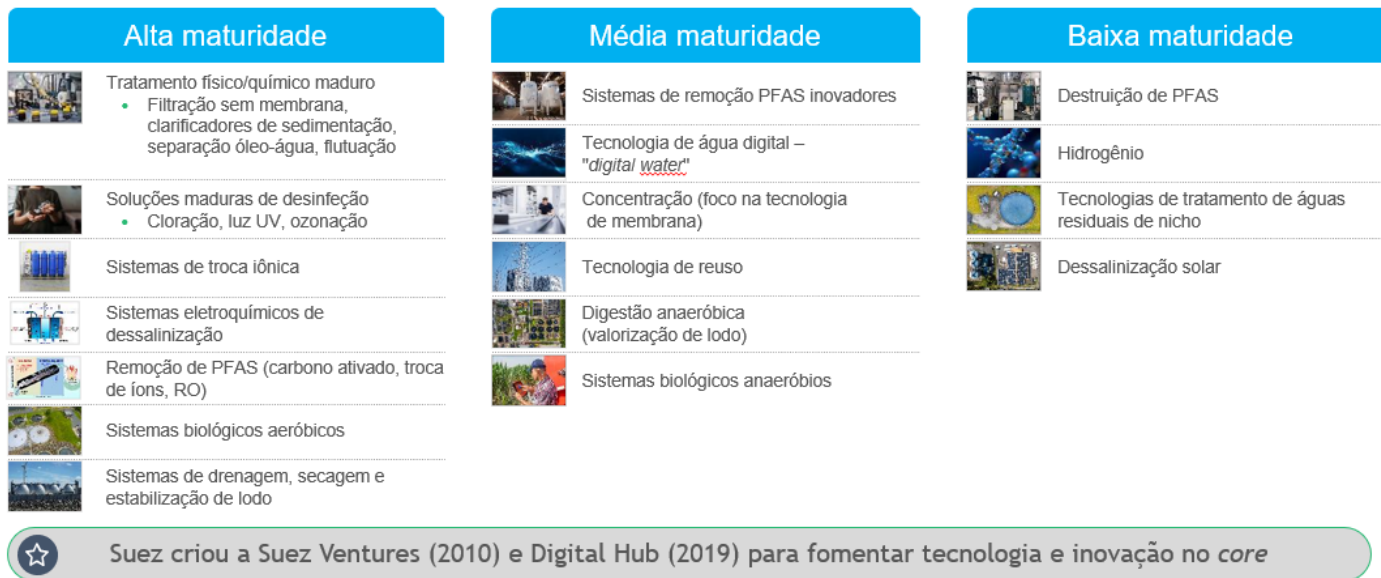 Alta maturidade
Tratamento físico/químico maduro
• Filtração sem membrana,
clarificadores de sedimentação,
separação óleo-água, flutuação
Soluções maduras de desinfeção
• Cloração, luz UV, ozonação
Sistemas de troca iônica
Sistemas eletroquímicos de
dessalinização
Remoção de PFAS (carbono ativado, troca
de íons, RO)
Sistemas biológicos aeróbicos
Sistemas de drenagem, secagem e
estabilização de lodo
Média maturidade
Sistemas de remoção PFAS inovadores
Tecnologia de água digital –
"digital water"
Concentração (foco na tecnologia
de membrana)
Tecnologia de reuso
Digestão anaeróbica
(valorização de lodo)
Sistemas biológicos anaeróbios
Baixa maturidade
Destruição de PFAS
Hidrogênio
Tecnologias de tratamento de águas
residuais de nicho
Dessalinização solar
Suez criou a Suez Ventures (2010) e Digital Hub (2019) para fomentar tecnologia e inovação no core